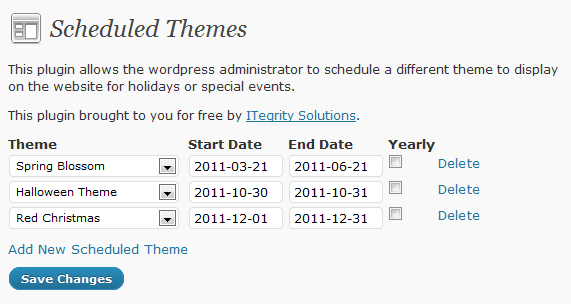 Scheduled Themes
This plugin allows the wordpress administrator to schedule a different theme to display
on the website for holidays or special events.
This plugin brought to you for free by ITegrity Solutions.
Theme Start Date End Date Yearly
Spring Blossom 2011-03-21 2011-06-21 Delete
Halloween Theme 2011-10-30 2011-10-31 Delete
Red Christmas 2011-12-01 2011-12-31 Delete
Add New Scheduled Theme
Save Changes